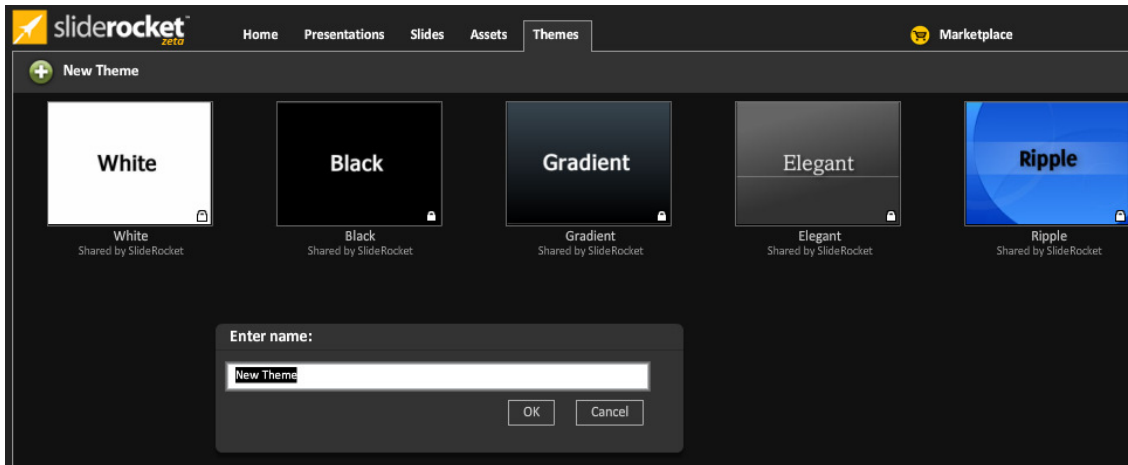 sliderocket™
zeta
Home Presentations Slides Assets Themes Marketplace
New Theme
White Black Gradient Elegant Ripple
White Black Gradient Elegant Ripple
Shared by SlideRocket Shared by SlideRocket Shared by SlideRocket Shared by SlideRocket Shared by SlideRocket
Enter name:
New Theme
OK Cancel